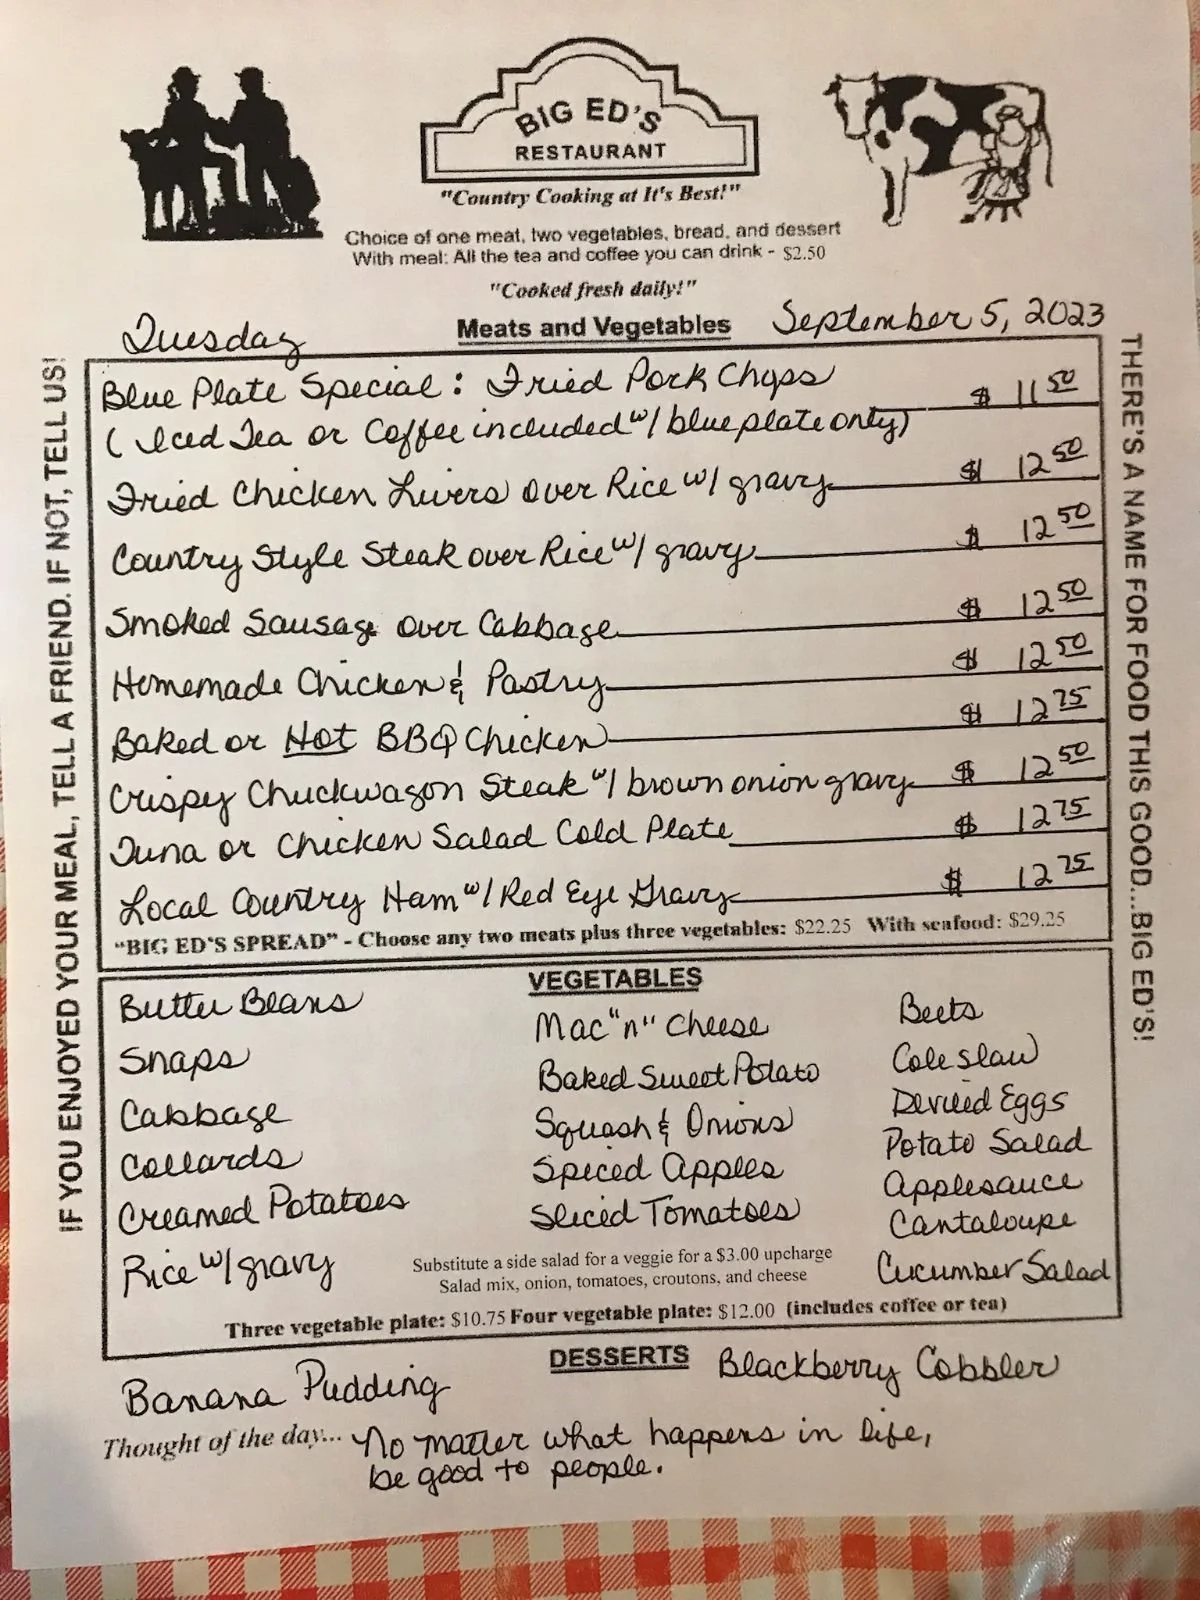 BIG ED'S
RESTAURANT
"Country Cooking at It's Best!"
Choice of one meat, two vegetables, bread, and dessert
With meal: All the tea and coffee you can drink - $2.50
"Cooked fresh daily!"
Tuesday Meats and Vegetables September 5, 2023
IF YOU ENJOYED YOUR MEAL, TELL A FRIEND. IF NOT, TELL US!
THERE'S A NAME FOR FOOD THIS GOOD...BIG ED'S!
Blue Plate Special: Fried Pork Chops $ 11 50
(Iced Tea or Coffee included w/ blue plate only)
Fried Chicken Livers over Rice w/ gravy $ 12 50
Country Style Steak over Rice w/ gravy $ 12 50
Smoked Sausage over Cabbage $ 12 50
Homemade Chicken & Pastry $ 12 50
Baked or Hot BBQ Chicken $ 12 75
Crispy Chuckwagon Steak w/ brown onion gravy $ 12 50
Tuna or Chicken Salad Cold Plate $ 12 75
Local Country Ham w/ Red Eye Gravy $ 12 75
"BIG ED'S SPREAD" - Choose any two meats plus three vegetables: $22.25 With seafood: $29.25
VEGETABLES
Butter Beans
Snaps
Cabbage
Collards
Creamed Potatoes
Rice w/ gravy
Mac "n" Cheese
Baked Sweet Potato
Squash & Onions
Spiced Apples
Sliced Tomatoes
Beets
Cole slaw
Deviled Eggs
Potato Salad
Applesauce
Cantaloupe
Cucumber Salad
Substitute a side salad for a veggie for a $3.00 upcharge
Salad mix, onion, tomatoes, croutons, and cheese
Three vegetable plate: $10.75 Four vegetable plate: $12.00 (includes coffee or tea)
DESSERTS
Banana Pudding Blackberry Cobbler
Thought of the day... No matter what happens in life,
be good to people.